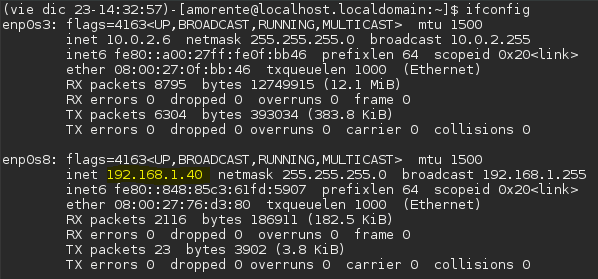 (vie dic 23-14:32:57)-[amorente@localhost.localdomain:~]$ ifconfig
enp0s3: flags=4163<UP,BROADCAST,RUNNING,MULTICAST>  mtu 1500
        inet 10.0.2.6  netmask 255.255.255.0  broadcast 10.0.2.255
        inet6 fe80::a00:27ff:fe0f:bb46  prefixlen 64  scopeid 0x20<link>
        ether 08:00:27:0f:bb:46  txqueuelen 1000  (Ethernet)
        RX packets 8795  bytes 12749915 (12.1 MiB)
        RX errors 0  dropped 0  overruns 0  frame 0
        TX packets 6304  bytes 393034 (383.8 KiB)
        TX errors 0  dropped 0 overruns 0  carrier 0  collisions 0

enp0s8: flags=4163<UP,BROADCAST,RUNNING,MULTICAST>  mtu 1500
        inet 192.168.1.40  netmask 255.255.255.0  broadcast 192.168.1.255
        inet6 fe80::848:85c3:61fd:5907  prefixlen 64  scopeid 0x20<link>
        ether 08:00:27:76:d3:80  txqueuelen 1000  (Ethernet)
        RX packets 2116  bytes 186911 (182.5 KiB)
        RX errors 0  dropped 0  overruns 0  frame 0
        TX packets 23  bytes 3902 (3.8 KiB)
        TX errors 0  dropped 0 overruns 0  carrier 0  collisions 0